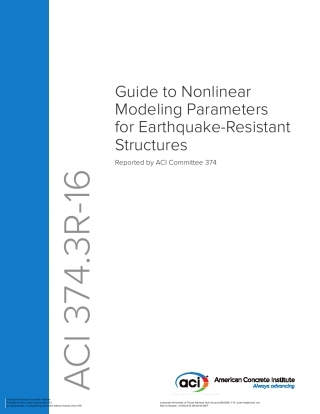 Guide to Nonlinear
Modeling Parameters
for Earthquake-Resistant
Structures
Reported by ACI Committee 374
ACI 374.3R-16
aci
American Concrete Institute
Always advancing